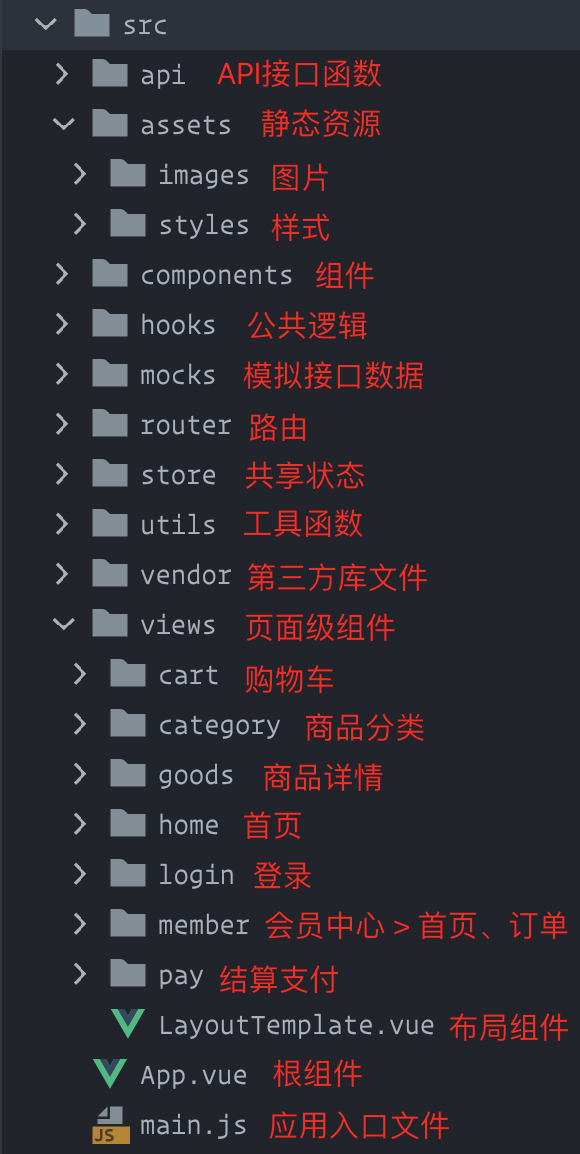 src
api API接口函数
assets 静态资源
images 图片
styles 样式
components 组件
hooks 公共逻辑
mocks 模拟接口数据
router 路由
store 共享状态
utils 工具函数
vendor 第三方库文件
views 页面级组件
cart 购物车
category 商品分类
goods 商品详情
home 首页
login 登录
member 会员中心 > 首页、订单
pay 结算支付
LayoutTemplate.vue 布局组件
App.vue 根组件
JS main.js 应用入口文件